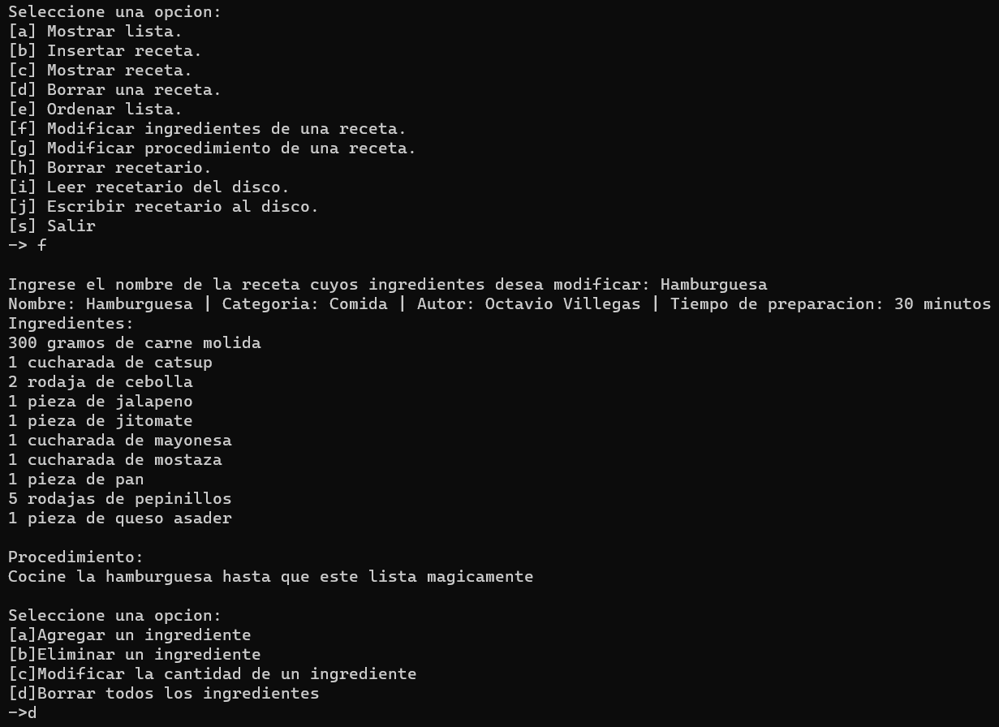 Seleccione una opcion:
[a] Mostrar lista.
[b] Insertar receta.
[c] Mostrar receta.
[d] Borrar una receta.
[e] Ordenar lista.
[f] Modificar ingredientes de una receta.
[g] Modificar procedimiento de una receta.
[h] Borrar recetario.
[i] Leer recetario del disco.
[j] Escribir recetario al disco.
[s] Salir
-> f
Ingrese el nombre de la receta cuyos ingredientes desea modificar: Hamburguesa
Nombre: Hamburguesa | Categoria: Comida | Autor: Octavio Villegas | Tiempo de preparacion: 30 minutos
Ingredientes:
300 gramos de carne molida
1 cucharada de catsup
2 rodaja de cebolla
1 pieza de jalapeno
1 pieza de jitomate
1 cucharada de mayonesa
1 cucharada de mostaza
1 pieza de pan
5 rodajas de pepinillos
1 pieza de queso asader
Procedimiento:
Cocine la hamburguesa hasta que este lista magicamente
Seleccione una opcion:
[a]Agregar un ingrediente
[b]Eliminar un ingrediente
[c]Modificar la cantidad de un ingrediente
[d]Borrar todos los ingredientes
->d